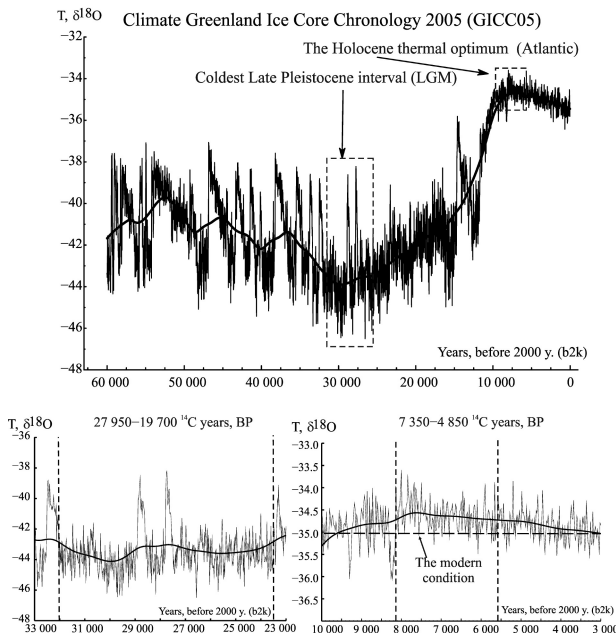 Climate Greenland Ice Core Chronology 2005 (GICC05)
T, δ¹⁸O
The Holocene thermal optimum (Atlantic)
Coldest Late Pleistocene interval (LGM)
−32
−34
−36
−38
−40
−42
−44
−46
−48
Years, before 2000 y. (b2k)
60 000 50 000 40 000 30 000 20 000 10 000 0
T, δ¹⁸O
27 950−19 700 ¹⁴C years, BP
−36
−38
−40
−42
−44
−46
48
Years, before 2000 y. (b2k)
33 000 31 000 29 000 27 000 25 000 23 000
T, δ¹⁸O
7 350−4 850 ¹⁴C years, BP
−33.0
−33.5
−34.0
−34.5
−35.0
−35.5
−36.0
−36.5
The modern
condition
Years, before 2000 y. (b2k)
10 000 8 000 6 000 4 000 3 000